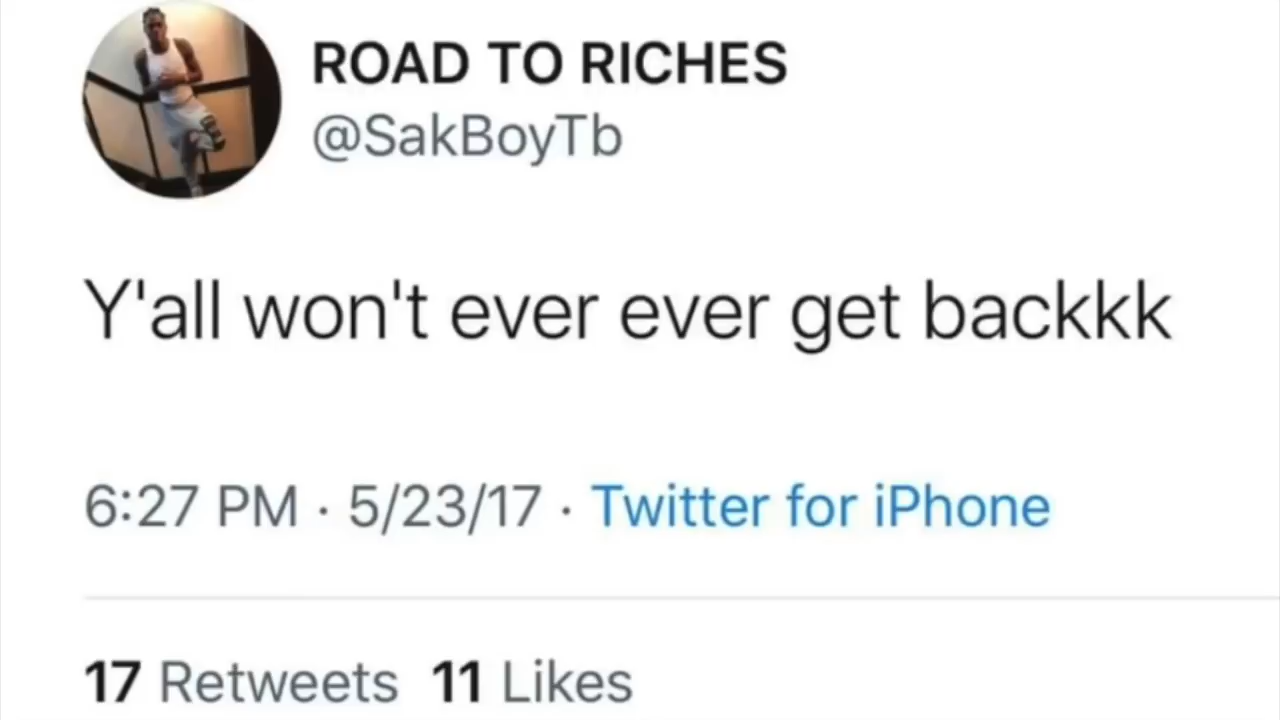 ROAD TO RICHES
@SakBoyTb
Y'all won't ever ever get backkk
6:27 PM · 5/23/17 · Twitter for iPhone
17 Retweets 11 Likes